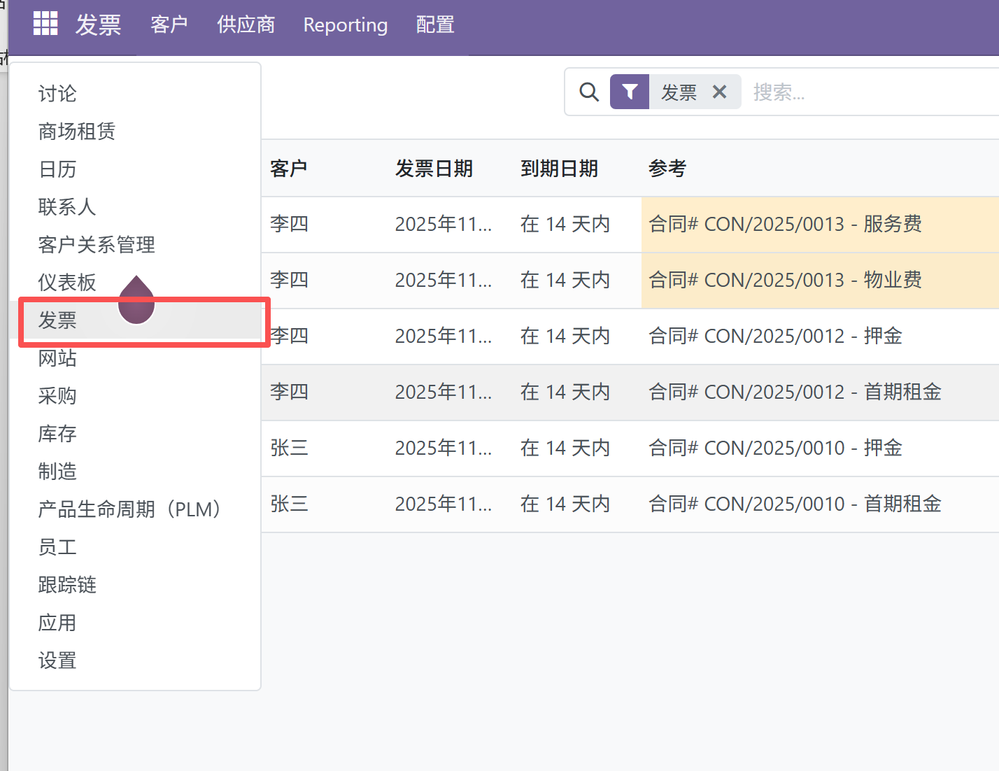 发票 客户 供应商 Reporting 配置
发票 搜索...
讨论
商场租赁
日历
联系人
客户关系管理
仪表板
发票
网站
采购
库存
制造
产品生命周期（PLM）
员工
跟踪链
应用
设置
客户 发票日期 到期日期 参考
李四 2025年11... 在 14 天内 合同# CON/2025/0013 - 服务费
李四 2025年11... 在 14 天内 合同# CON/2025/0013 - 物业费
李四 2025年11... 在 14 天内 合同# CON/2025/0012 - 押金
李四 2025年11... 在 14 天内 合同# CON/2025/0012 - 首期租金
张三 2025年11... 在 14 天内 合同# CON/2025/0010 - 押金
张三 2025年11... 在 14 天内 合同# CON/2025/0010 - 首期租金